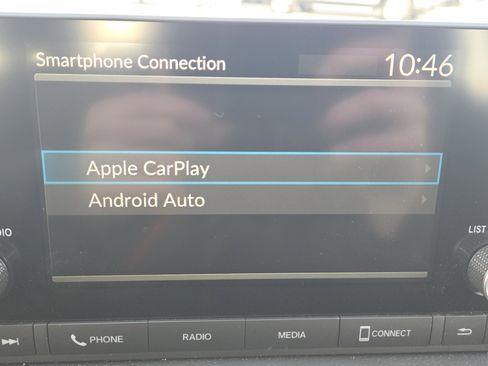 Smartphone Connection 10:46
Apple CarPlay
Android Auto
LIST
PHONE RADIO MEDIA CONNECT